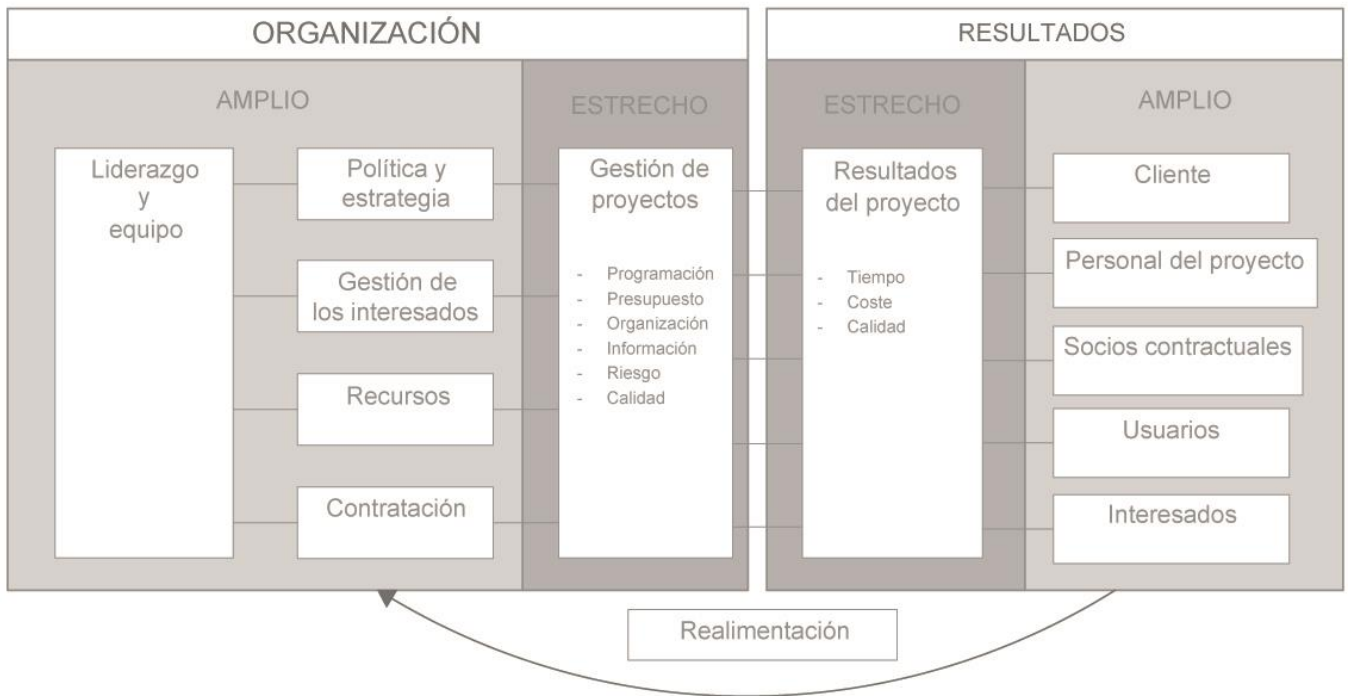 ORGANIZACIÓN
AMPLIO
ESTRECHO
Liderazgo
y
equipo
Política y
estrategia
Gestión de
los interesados
Recursos
Contratación
Gestión de
proyectos
- Programación
- Presupuesto
- Organización
- Información
- Riesgo
- Calidad
RESULTADOS
ESTRECHO
AMPLIO
Resultados
del proyecto
- Tiempo
- Coste
- Calidad
Cliente
Personal del proyecto
Socios contractuales
Usuarios
Interesados
Realimentación